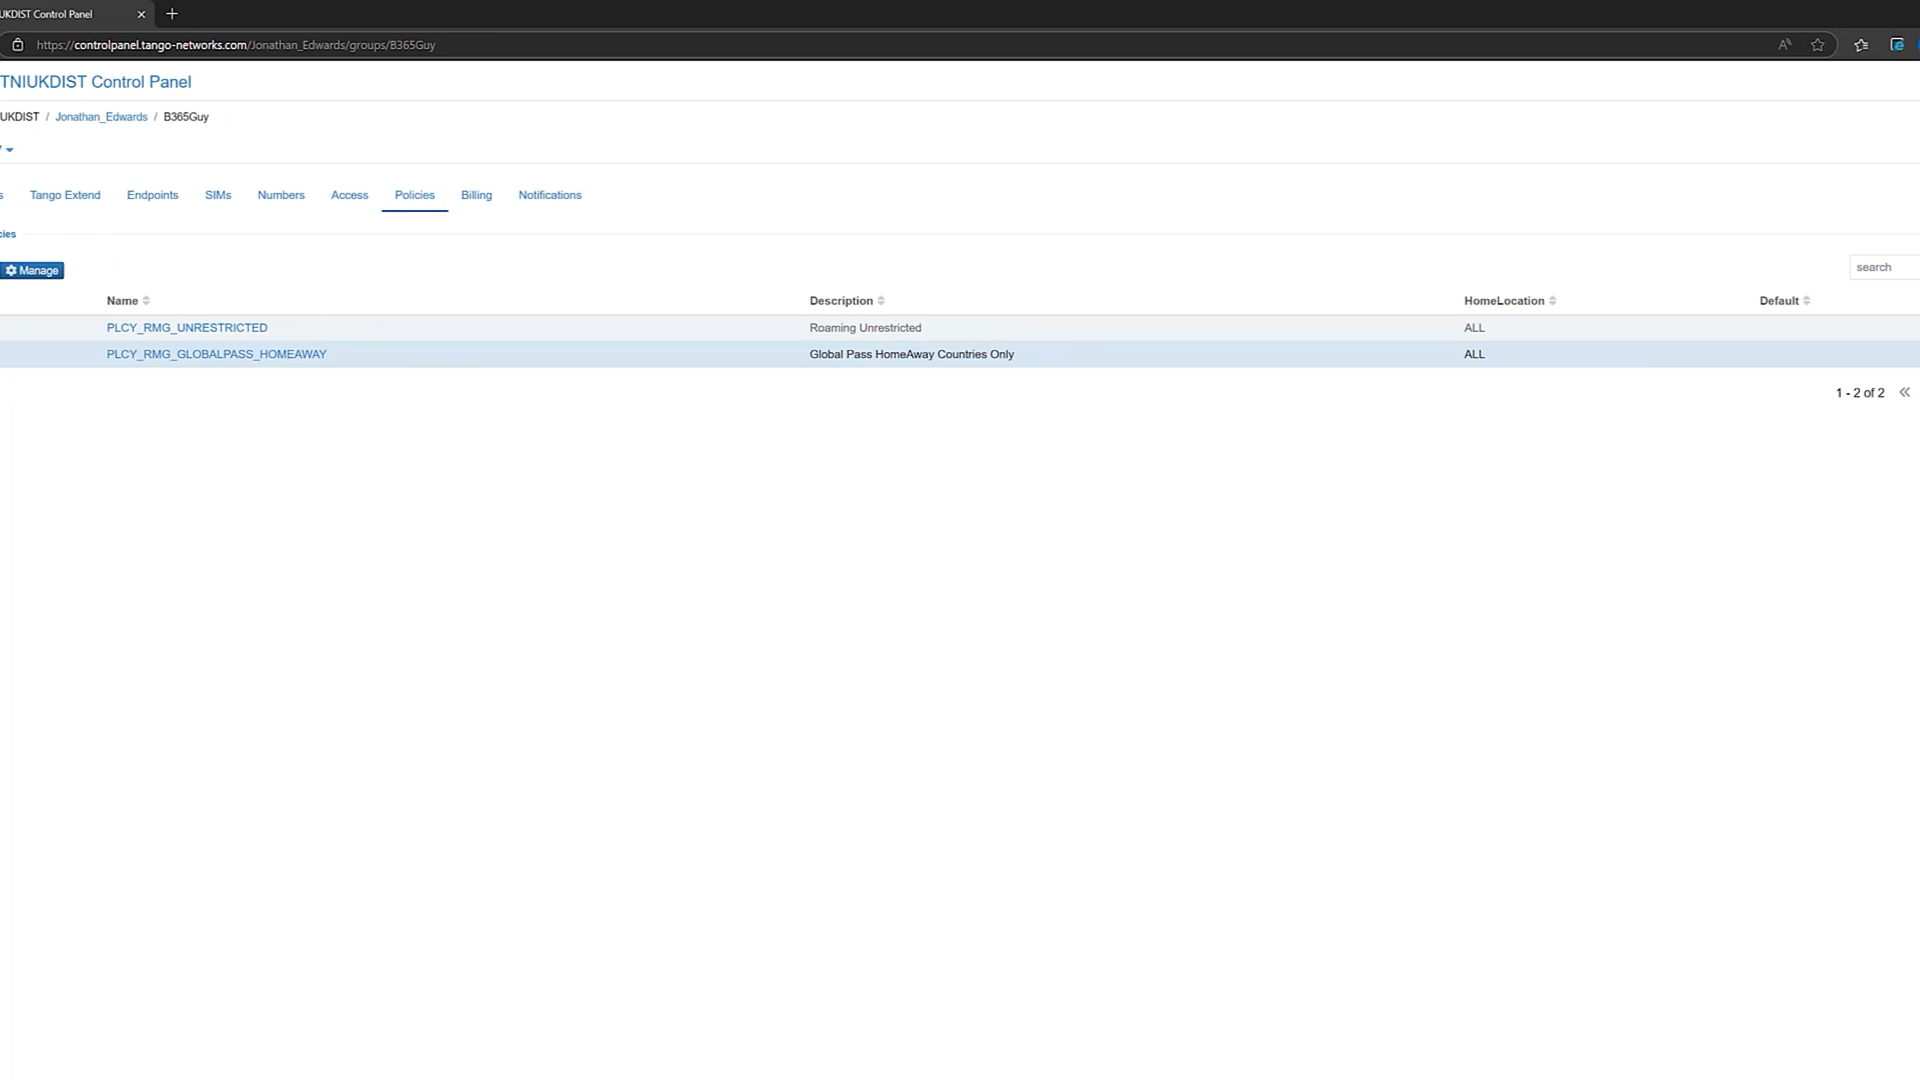 UKDIST Control Panel
https://controlpanel.tango-networks.com/Jonathan_Edwards/groups/B365Guy
TNIUKDIST Control Panel
UKDIST / Jonathan_Edwards / B365Guy
s Tango Extend Endpoints SIMs Numbers Access Policies Billing Notifications
cies
Manage
search
Name Description HomeLocation Default
PLCY_RMG_UNRESTRICTED Roaming Unrestricted ALL
PLCY_RMG_GLOBALPASS_HOMEAWAY Global Pass HomeAway Countries Only ALL
1 - 2 of 2 «